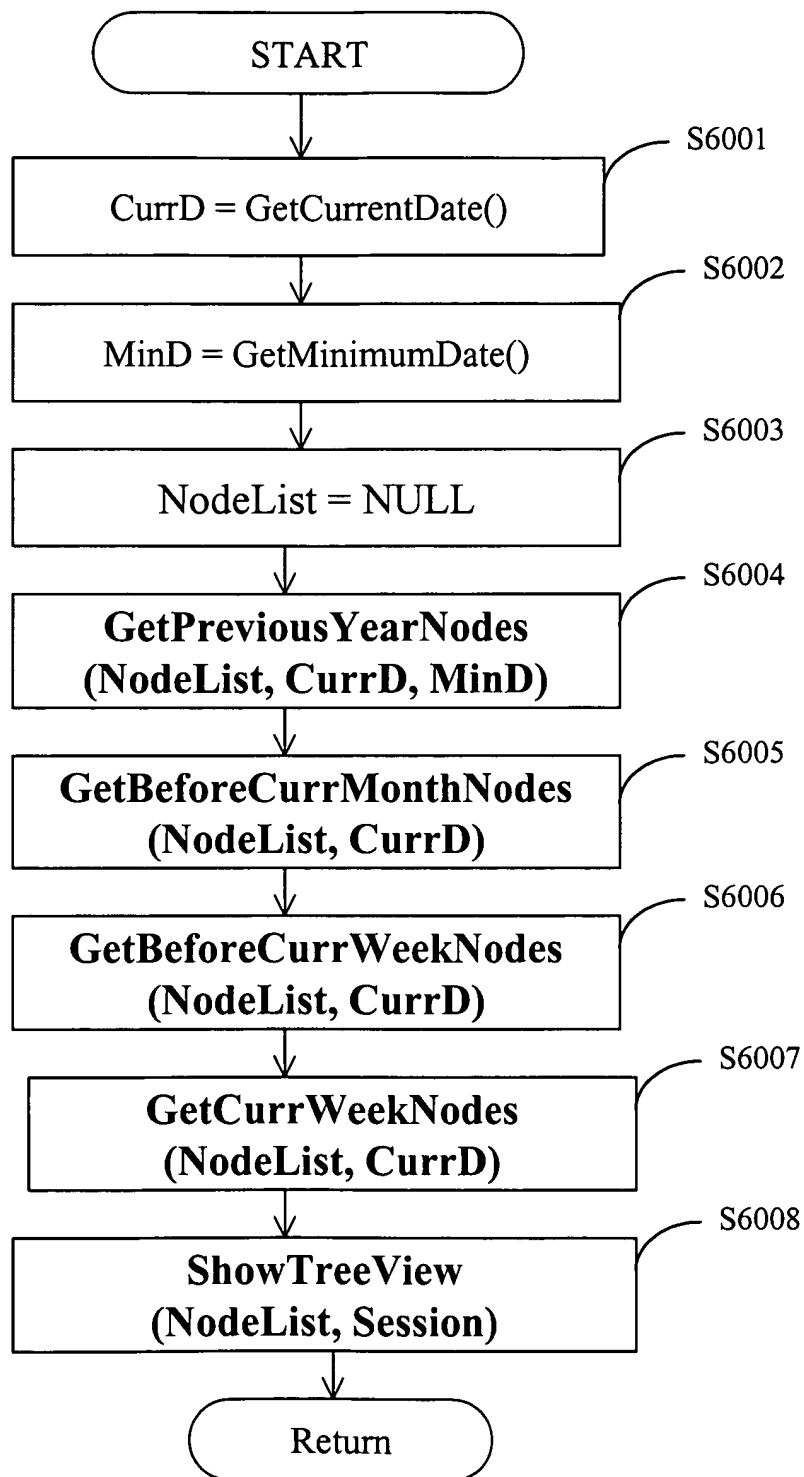 START
S6001
CurrD = GetCurrentDate()
S6002
MinD = GetMinimumDate()
S6003
NodeList = NULL
S6004
GetPreviousYearNodes
(NodeList, CurrD, MinD)
S6005
GetBeforeCurrMonthNodes
(NodeList, CurrD)
S6006
GetBeforeCurrWeekNodes
(NodeList, CurrD)
S6007
GetCurrWeekNodes
(NodeList, CurrD)
S6008
ShowTreeView
(NodeList, Session)
Return